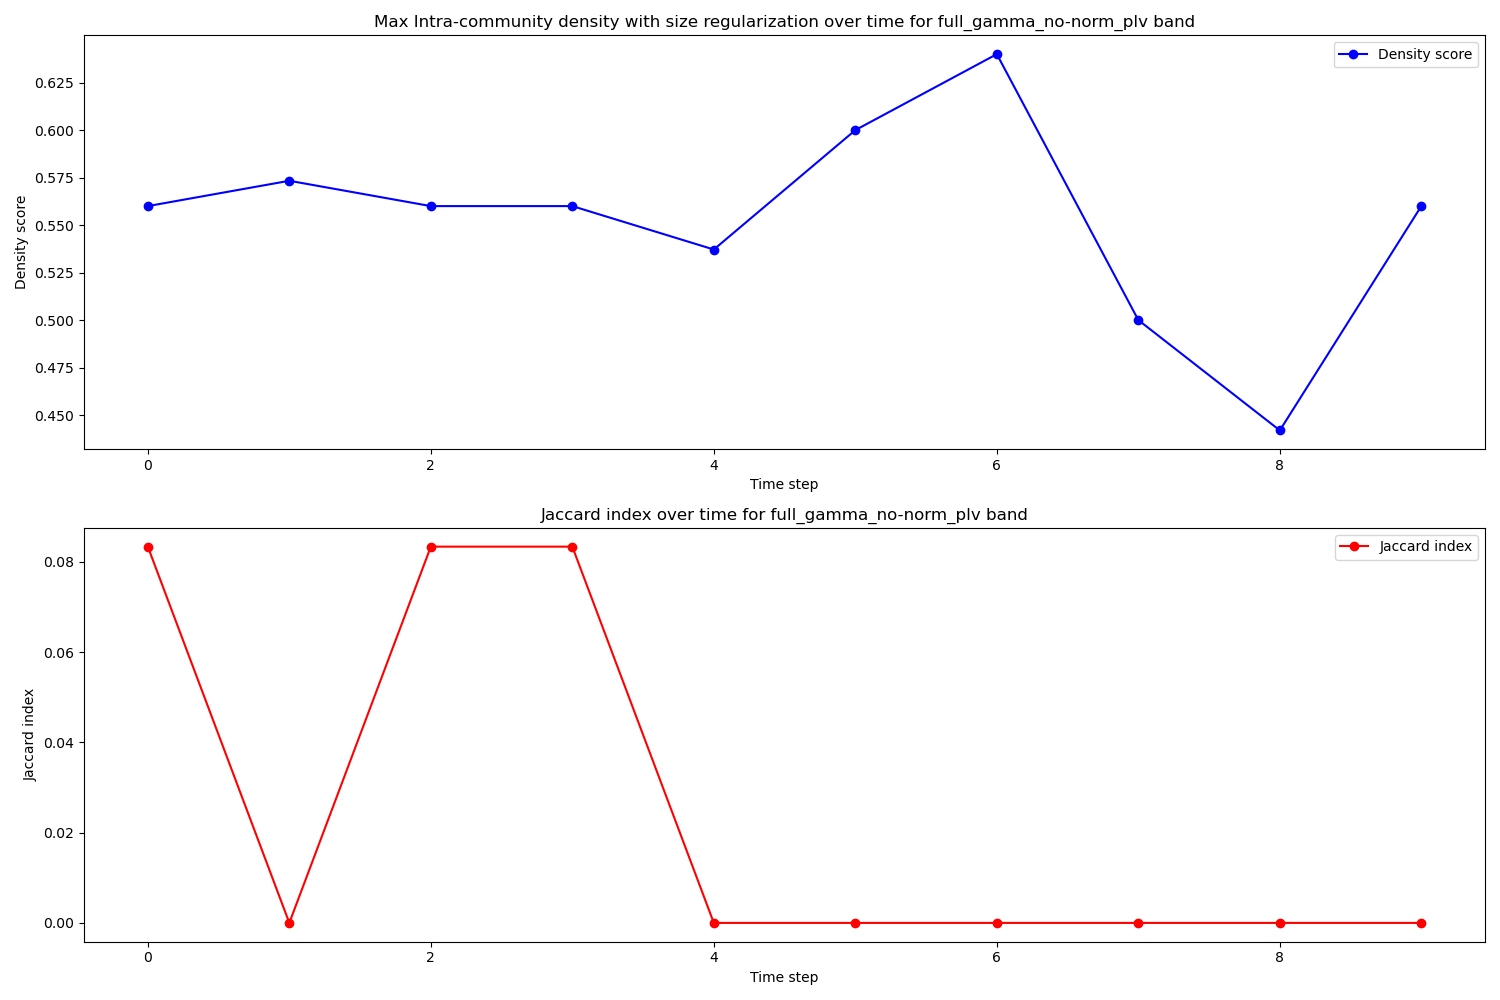 Max Intra-community density with size regularization over time for full_gamma_no-norm_plv band
Density score
Density score
0.625
0.600
0.575
0.550
0.525
0.500
0.475
0.450
0 2 4 6 8
Time step
Jaccard index over time for full_gamma_no-norm_plv band
Jaccard index
Jaccard index
0.08
0.06
0.04
0.02
0.00
0 2 4 6 8
Time step